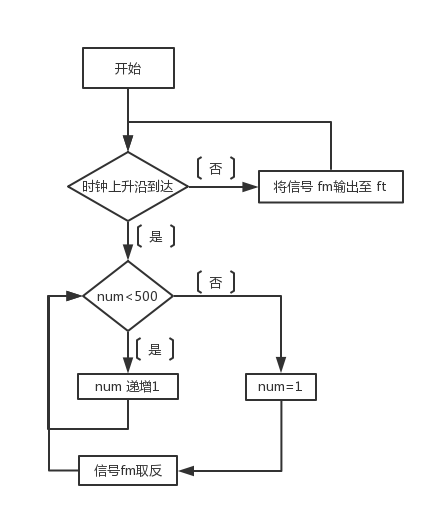 开始
时钟上升沿到达
否
将信号 fm输出至 ft
是
num<500
否
是
num 递增1
num=1
信号fm取反